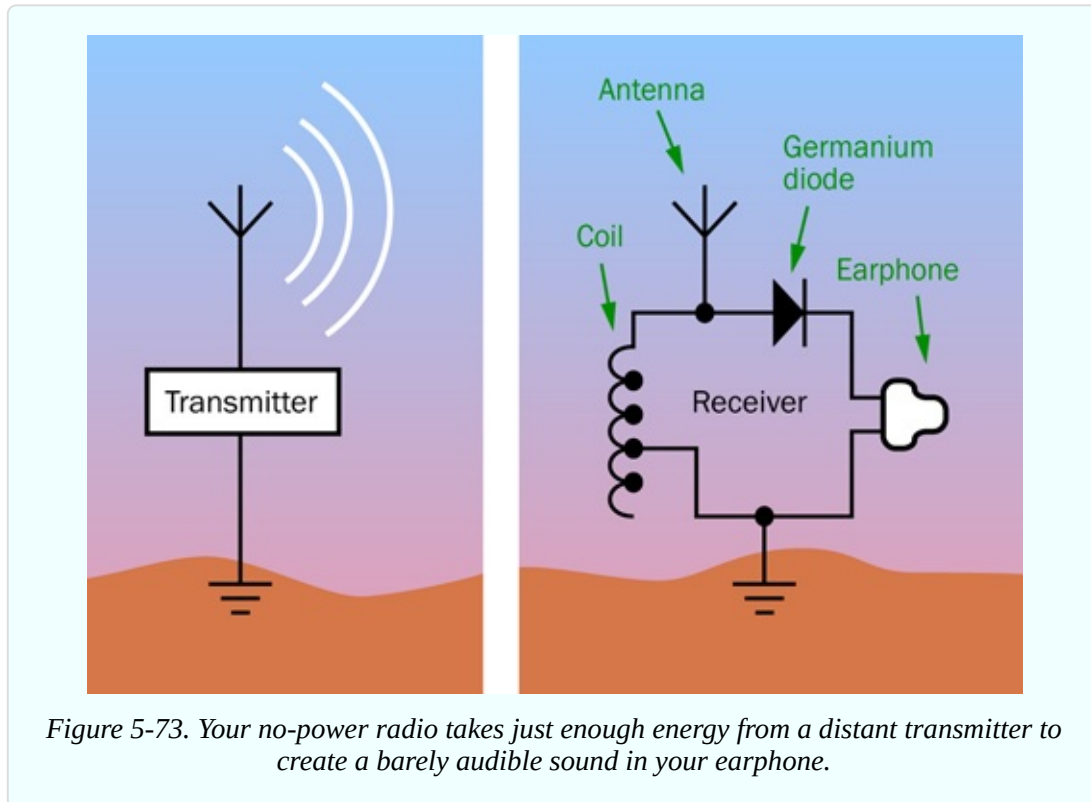 Antenna
Germanium
diode
Coil
Earphone
Transmitter
Receiver
Figure 5-73. Your no-power radio takes just enough energy from a distant transmitter to
create a barely audible sound in your earphone.